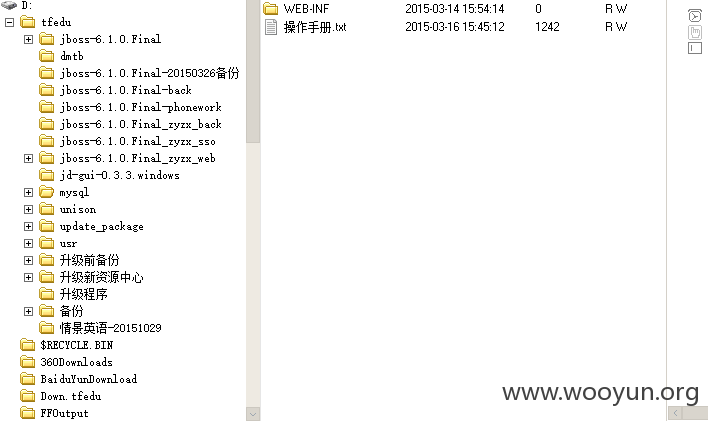 D:
tfedu
jboss-6.1.0.Final
dmtb
jboss-6.1.0.Final-20150326备份
jboss-6.1.0.Final-back
jboss-6.1.0.Final-phonework
jboss-6.1.0.Final_zyzx_back
jboss-6.1.0.Final_zyzx_sso
jboss-6.1.0.Final_zyzx_web
jd-gui-0.3.3.windows
mysql
unison
update_package
usr
升级前备份
升级新资源中心
升级程序
备份
情景英语-20151029
$RECYCLE.BIN
360Downloads
BaiduYunDownload
Down.tfedu
FFOutput
WEB-INF 2015-03-14 15:54:14 0 R W
操作手册.txt 2015-03-16 15:45:12 1242 R W
www.wooyun.org